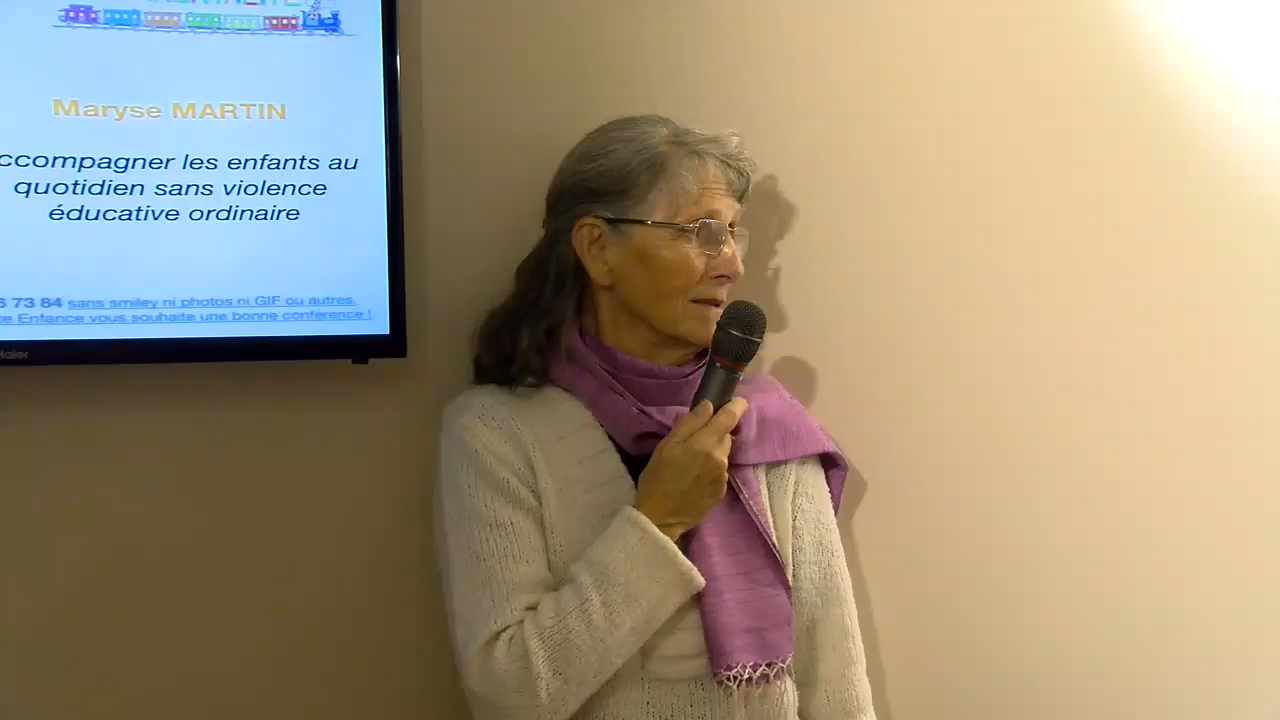 Maryse MARTIN
ccompagner les enfants au
quotidien sans violence
éducative ordinaire
73 84 sans smiley ni photos ni GIF ou autres.
Enfance vous souhaite une bonne conférence !
Haier